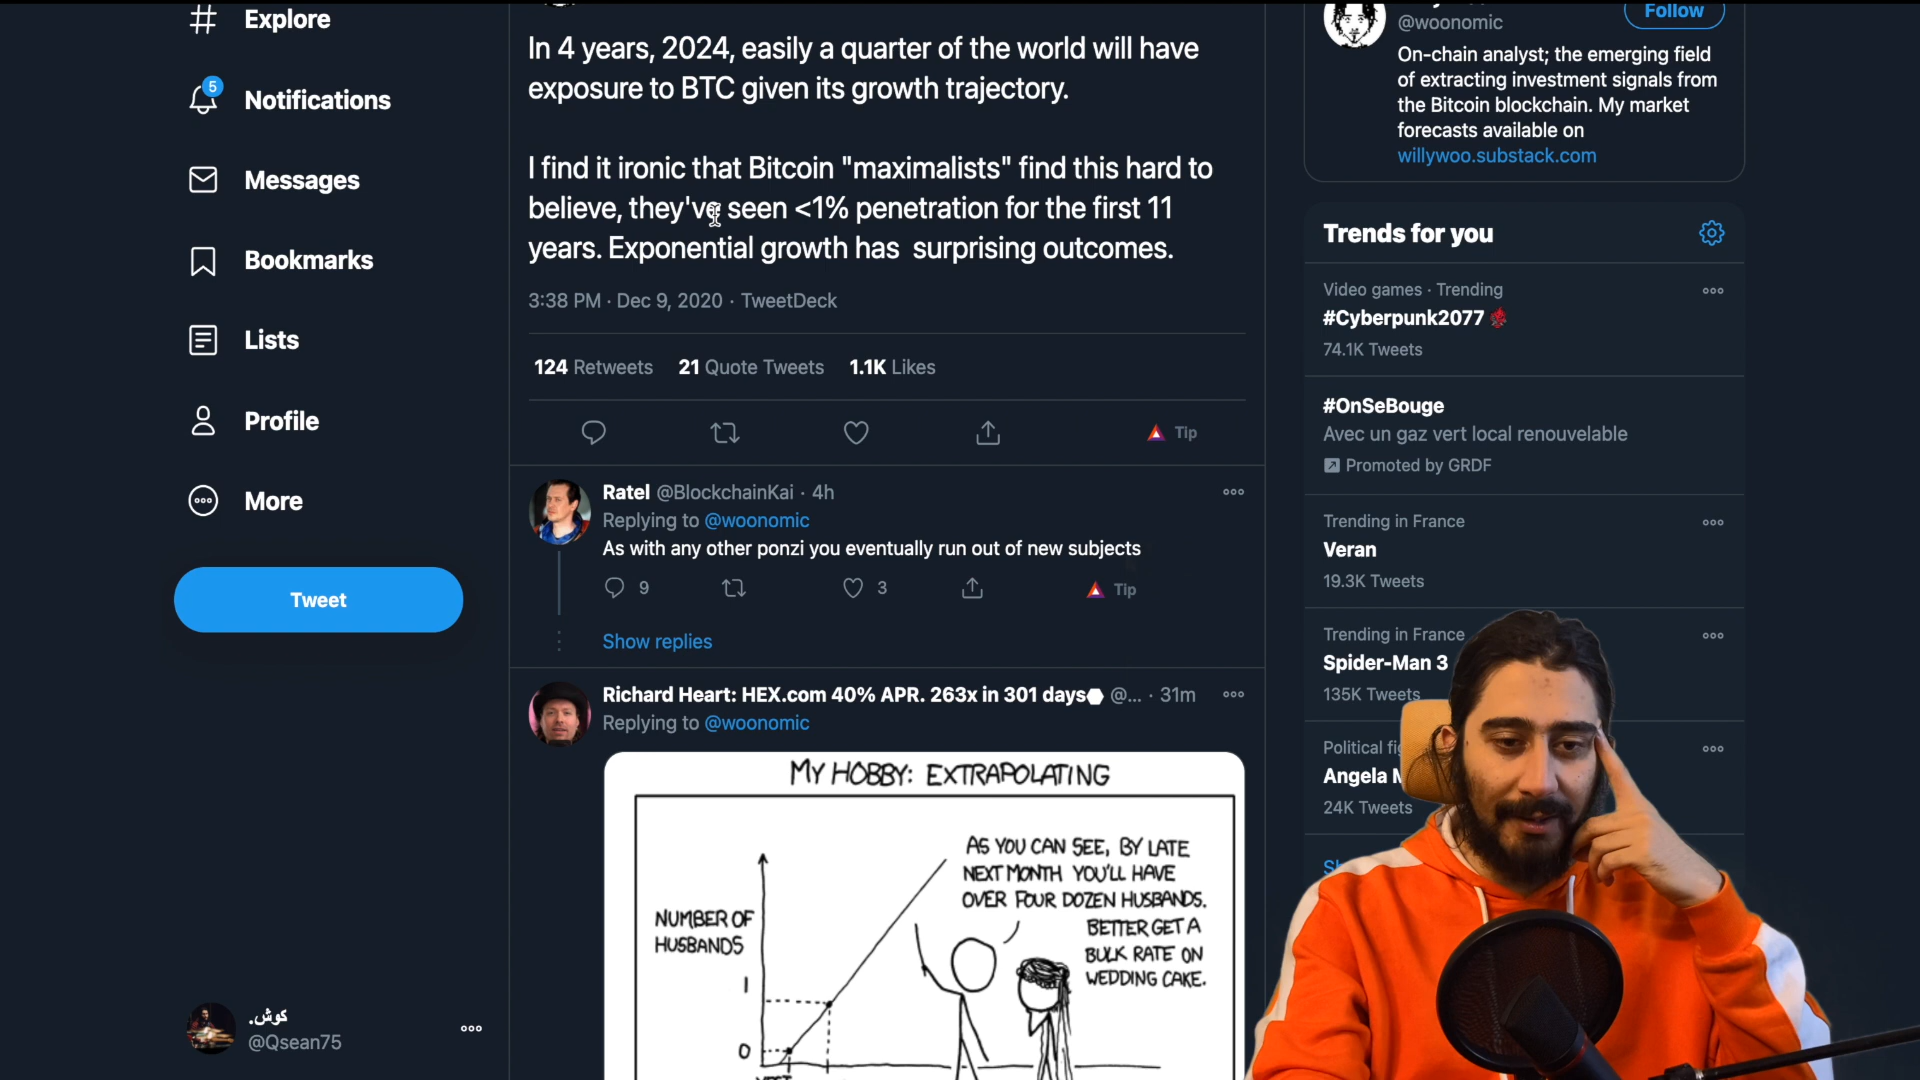 Explore
5
Notifications
Messages
Bookmarks
Lists
Profile
More
Tweet
كوش.
@Qsean75
In 4 years, 2024, easily a quarter of the world will have
exposure to BTC given its growth trajectory.
I find it ironic that Bitcoin "maximalists" find this hard to
believe, they've seen <1% penetration for the first 11
years. Exponential growth has  surprising outcomes.
3:38 PM · Dec 9, 2020 · TweetDeck
124 Retweets 21 Quote Tweets 1.1K Likes
Tip
Ratel @BlockchainKai · 4h
Replying to @woonomic
As with any other ponzi you eventually run out of new subjects
9 3 Tip
Show replies
Richard Heart: HEX.com 40% APR. 263x in 301 days @... · 31m
Replying to @woonomic
MY HOBBY: EXTRAPOLATING
AS YOU CAN SEE, BY LATE
NEXT MONTH YOU'LL HAVE
OVER FOUR DOZEN HUSBANDS.
BETTER GET A
BULK RATE ON
WEDDING CAKE.
NUMBER OF
HUSBANDS
1
0
@woonomic
Follow
On-chain analyst; the emerging field
of extracting investment signals from
the Bitcoin blockchain. My market
forecasts available on
willywoo.substack.com
Trends for you
Video games · Trending
#Cyberpunk2077
74.1K Tweets
#OnSeBouge
Avec un gaz vert local renouvelable
Promoted by GRDF
Trending in France
Veran
19.3K Tweets
Trending in France
Spider-Man 3
135K Tweets
Political
Angela
24K Tweets